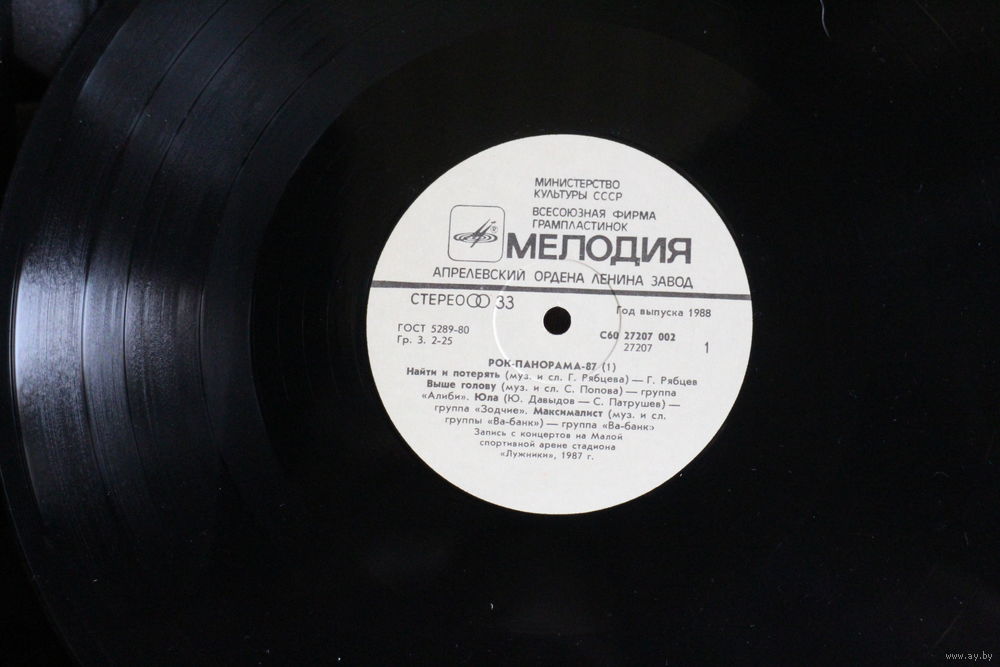 МИНИСТЕРСТВО
КУЛЬТУРЫ СССР
ВСЕСОЮЗНАЯ ФИРМА
ГРАМПЛАСТИНОК
МЕЛОДИЯ
АПРЕЛЕВСКИЙ ОРДЕНА ЛЕНИНА ЗАВОД
СТЕРЕО 33
Год выпуска 1988
ГОСТ 5289-80
Гр. 3. 2-25
С60 27207 002
27207
1
РОК-ПАНОРАМА-87 (1)
Найти и потерять (муз. и сл. Г. Рябцева) — Г. Рябцев
Выше голову (муз. и сл. С. Попова) — группа
«Алиби». Юла (Ю. Давыдов — С. Патрушев) —
группа «Зодчие». Максималист (муз. и сл.
группы «Ва-банк») — группа «Ва-банк»
Запись с концертов на Малой
спортивной арене стадиона
«Лужники», 1987 г.
www.ay.by